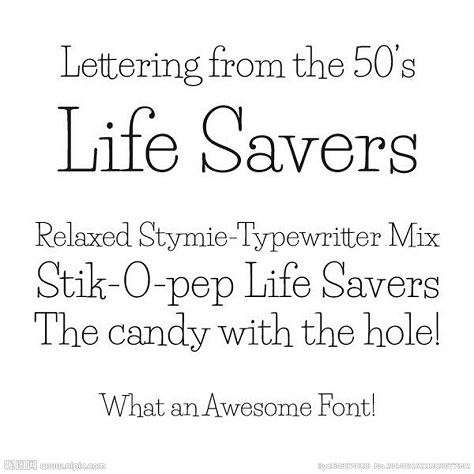 Lettering from the 50's
Life Savers
Relaxed Stymie-Typewritter Mix
Stik-O-pep Life Savers
The candy with the hole!
What an Awesome Font!
昵图网 www.nipic.com